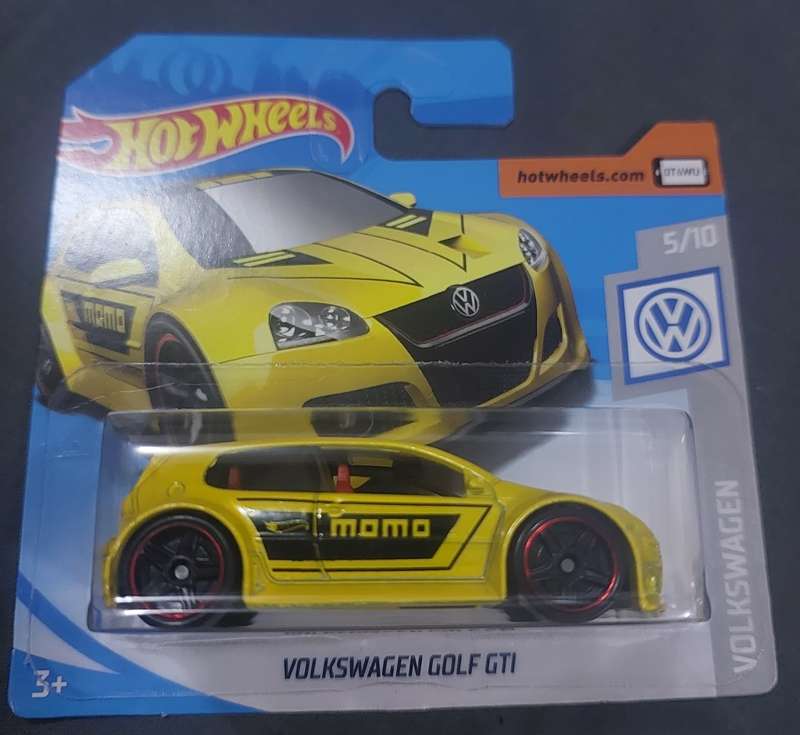 HOT WHEELS
hotwheels.com
5/10
momo
VOLKSWAGEN
momo
VOLKSWAGEN GOLF GTI
3+